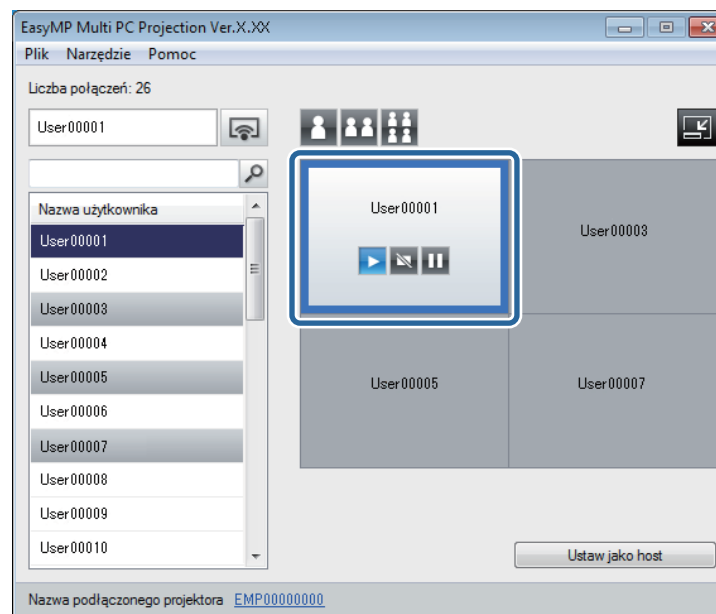 EasyMP Multi PC Projection Ver.X.XX
Plik Narzędzie Pomoc
Liczba połączeń: 26
User00001
Nazwa użytkownika
User00001
User00002
User00003
User00004
User00005
User00006
User00007
User00008
User00009
User00010
User00001
User00003
User00005
User00007
Ustaw jako host
Nazwa podłączonego projektora EMP00000000